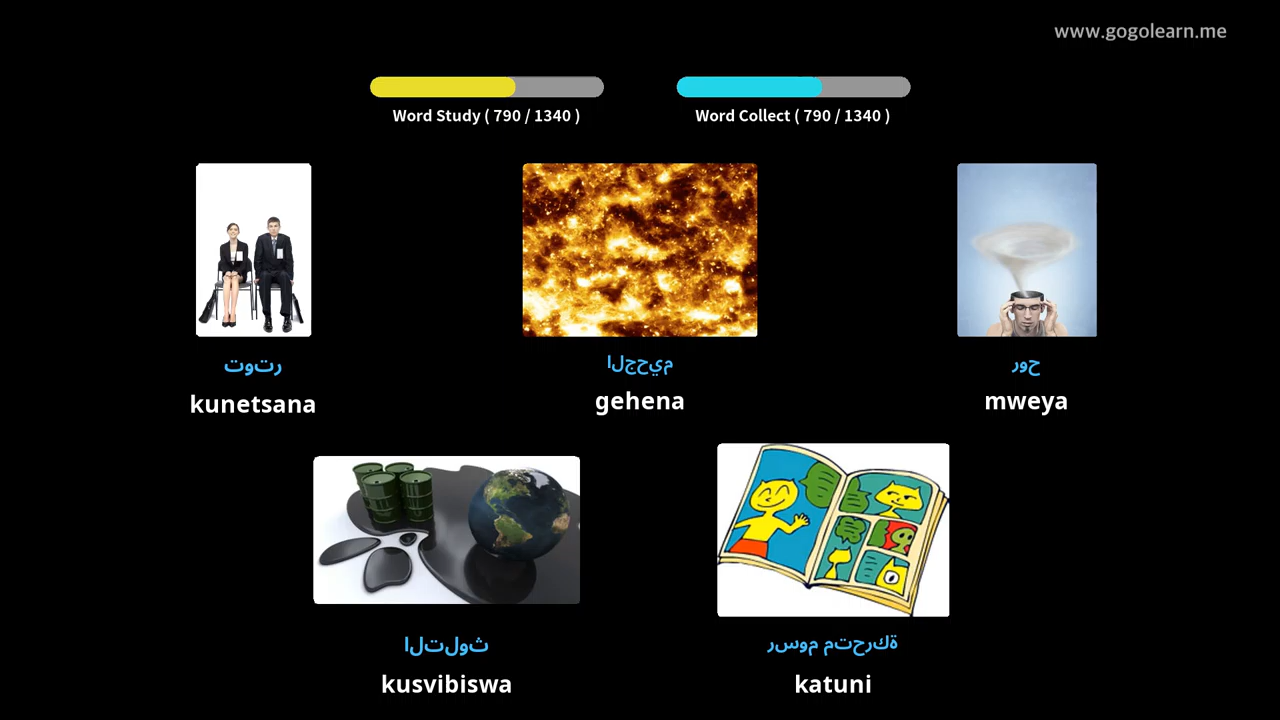 www.gogolearn.me
Word Study ( 790 / 1340 )
Word Collect ( 790 / 1340 )
توتر
الجحيم
روح
kunetsana
gehena
mweya
التلوث
رسوم متحركة
kusvibiswa
katuni